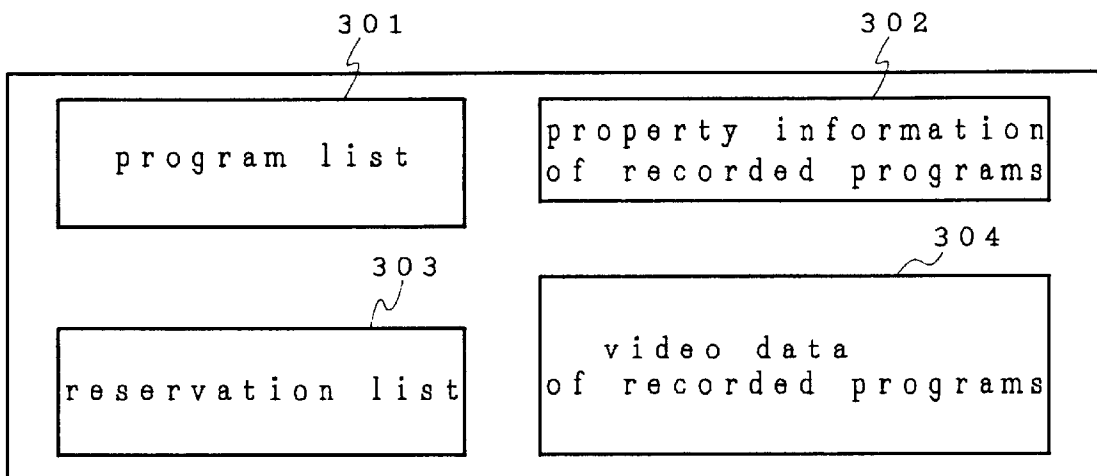 301
302
program list
property information
of recorded programs
303
304
reservation list
video data
of recorded programs